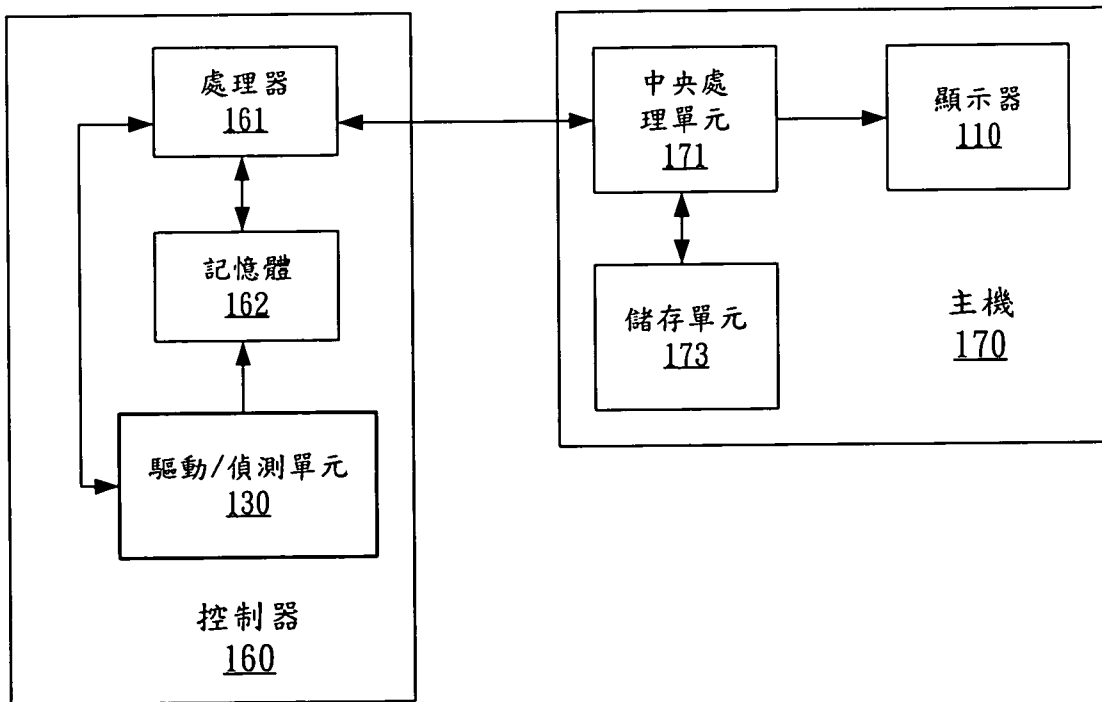 處理器
161
記憶體
162
驅動/偵測單元
130
控制器
160
中央處
理單元
171
顯示器
110
儲存單元
173
主機
170